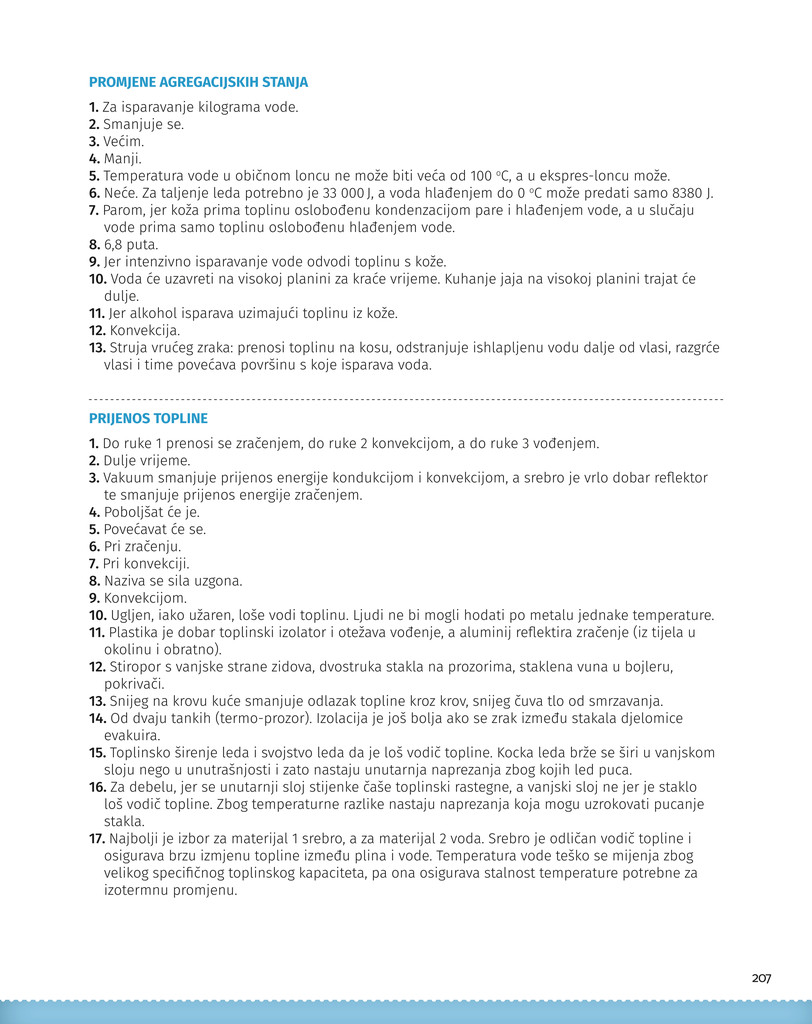 PROMJENE AGREGACIJSKIH STANJA
1. Za isparavanje kilograma vode.
2. Smanjuje se.
3. Većim.
4. Manji.
5. Temperatura vode u običnom loncu ne može biti veća od 100 °C, a u ekspres-loncu može.
6. Neće. Za taljenje leda potrebno je 33 000 J, a voda hlađenjem do 0 °C može predati samo 8380 J.
7. Parom, jer koža prima toplinu oslobođenu kondenzacijom pare i hlađenjem vode, a u slučaju
vode prima samo toplinu oslobođenu hlađenjem vode.
8. 6,8 puta.
9. Jer intenzivno isparavanje vode odvodi toplinu s kože.
10. Voda će uzavreti na visokoj planini za kraće vrijeme. Kuhanje jaja na visokoj planini trajat će
dulje.
11. Jer alkohol isparava uzimajući toplinu iz kože.
12. Konvekcija.
13. Struja vrućeg zraka: prenosi toplinu na kosu, odstranjuje ishlapljenu vodu dalje od vlasi, razgrće
vlasi i time povećava površinu s koje isparava voda.
PRIJENOS TOPLINE
1. Do ruke 1 prenosi se zračenjem, do ruke 2 konvekcijom, a do ruke 3 vođenjem.
2. Dulje vrijeme.
3. Vakuum smanjuje prijenos energije kondukcijom i konvekcijom, a srebro je vrlo dobar reflektor
te smanjuje prijenos energije zračenjem.
4. Poboljšat će je.
5. Povećavat će se.
6. Pri zračenju.
7. Pri konvekciji.
8. Naziva se sila uzgona.
9. Konvekcijom.
10. Ugljen, iako užaren, loše vodi toplinu. Ljudi ne bi mogli hodati po metalu jednake temperature.
11. Plastika je dobar toplinski izolator i otežava vođenje, a aluminij reflektira zračenje (iz tijela u
okolinu i obratno).
12. Stiropor s vanjske strane zidova, dvostruka stakla na prozorima, staklena vuna u bojleru,
pokrivači.
13. Snijeg na krovu kuće smanjuje odlazak topline kroz krov, snijeg čuva tlo od smrzavanja.
14. Od dvaju tankih (termo-prozor). Izolacija je još bolja ako se zrak između stakala djelomice
evakuira.
15. Toplinsko širenje leda i svojstvo leda da je loš vodič topline. Kocka leda brže se širi u vanjskom
sloju nego u unutrašnjosti i zato nastaju unutarnja naprezanja zbog kojih led puca.
16. Za debelu, jer se unutarnji sloj stijenke čaše toplinski rastegne, a vanjski sloj ne jer je staklo
loš vodič topline. Zbog temperaturne razlike nastaju naprezanja koja mogu uzrokovati pucanje
stakla.
17. Najbolji je izbor za materijal 1 srebro, a za materijal 2 voda. Srebro je odličan vodič topline i
osigurava brzu izmjenu topline između plina i vode. Temperatura vode teško se mijenja zbog
velikog specifičnog toplinskog kapaciteta, pa ona osigurava stalnost temperature potrebne za
izotermnu promjenu.
207